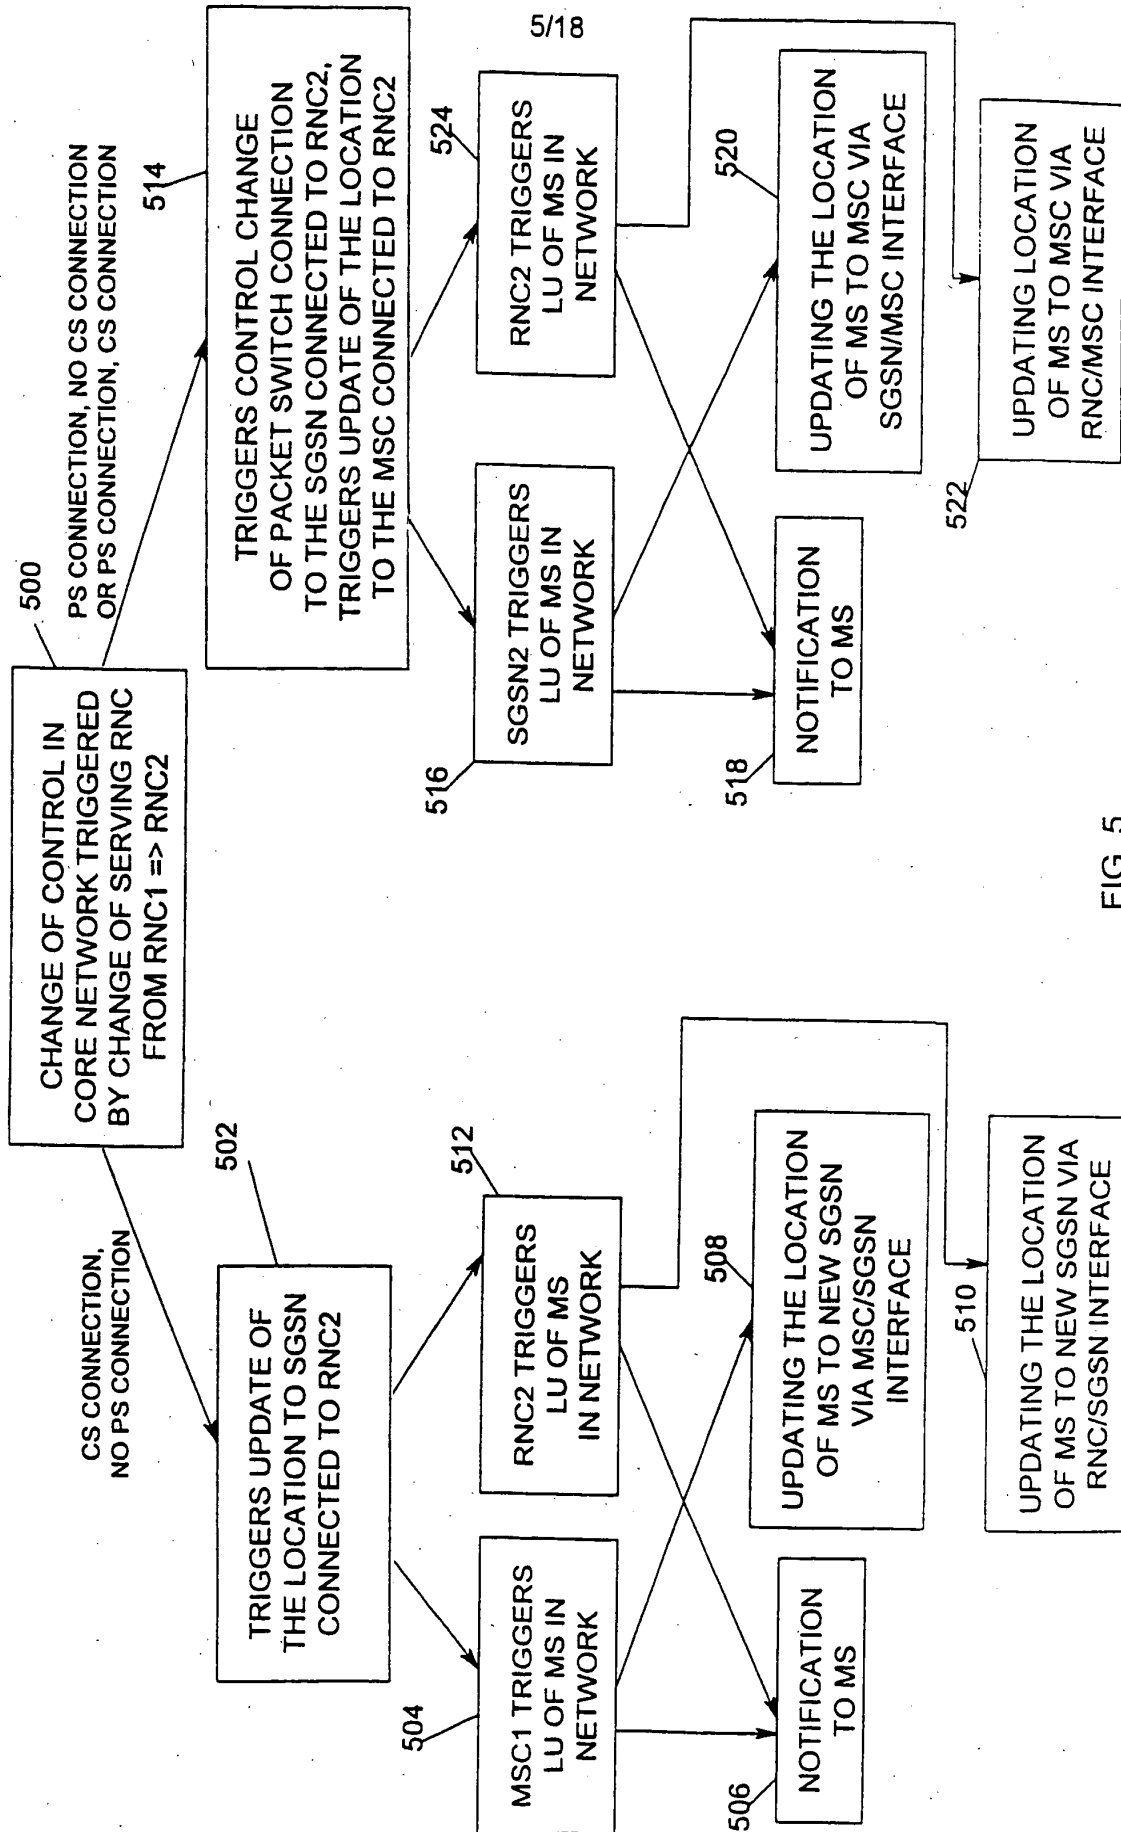 5/18
CHANGE OF CONTROL IN
CORE NETWORK TRIGGERED
BY CHANGE OF SERVING RNC
FROM RNC1 => RNC2
500
CS CONNECTION,
NO PS CONNECTION
PS CONNECTION, NO CS CONNECTION
OR PS CONNECTION, CS CONNECTION
502
TRIGGERS UPDATE OF
THE LOCATION TO SGSN
CONNECTED TO RNC2
514
TRIGGERS CONTROL CHANGE
OF PACKET SWITCH CONNECTION
TO THE SGSN CONNECTED TO RNC2,
TRIGGERS UPDATE OF THE LOCATION
TO THE MSC CONNECTED TO RNC2
504
MSC1 TRIGGERS
LU OF MS IN
NETWORK
512
RNC2 TRIGGERS
LU OF MS
IN NETWORK
516
SGSN2 TRIGGERS
LU OF MS IN
NETWORK
524
RNC2 TRIGGERS
LU OF MS IN
NETWORK
506
NOTIFICATION
TO MS
508
UPDATING THE LOCATION
OF MS TO NEW SGSN
VIA MSC/SGSN
INTERFACE
518
NOTIFICATION
TO MS
520
UPDATING THE LOCATION
OF MS TO MSC VIA
SGSN/MSC INTERFACE
510
UPDATING THE LOCATION
OF MS TO NEW SGSN VIA
RNC/SGSN INTERFACE
522
UPDATING LOCATION
OF MS TO MSC VIA
RNC/MSC INTERFACE
FIG. 5